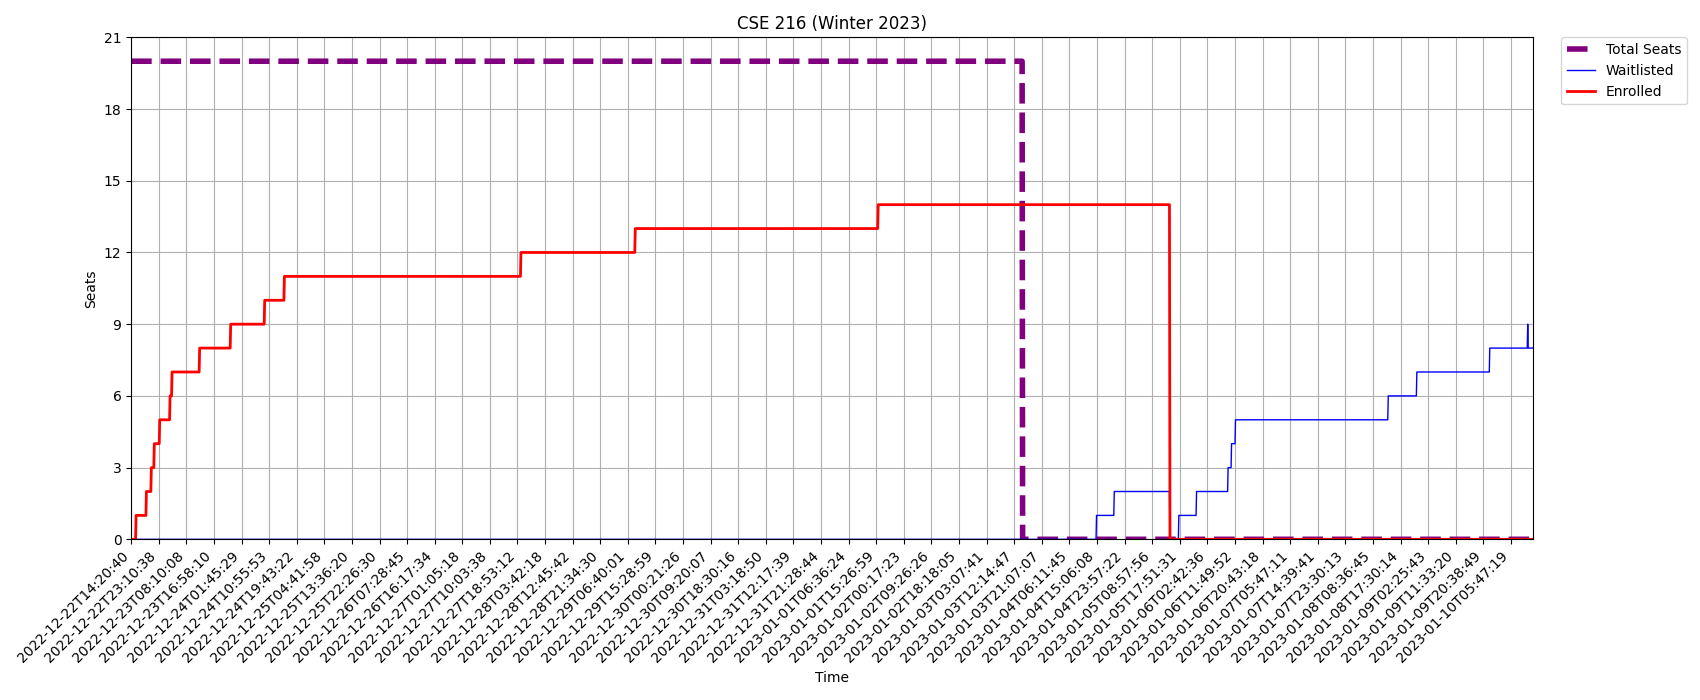 CSE 216 (Winter 2023)
21
18
15
12
9
6
3
0
Seats
Total Seats
Waitlisted
Enrolled
2022-12-22T14:20:40
2022-12-22T23:10:38
2022-12-23T08:10:08
2022-12-23T16:58:10
2022-12-24T01:45:29
2022-12-24T10:55:53
2022-12-24T19:43:22
2022-12-25T04:41:58
2022-12-25T13:36:20
2022-12-25T22:26:30
2022-12-26T07:28:45
2022-12-26T16:17:34
2022-12-27T01:05:18
2022-12-27T10:03:38
2022-12-27T18:53:12
2022-12-28T03:42:18
2022-12-28T12:45:42
2022-12-28T21:34:30
2022-12-29T06:40:01
2022-12-29T15:28:59
2022-12-30T00:21:26
2022-12-30T09:20:07
2022-12-30T18:30:16
2022-12-31T03:18:50
2022-12-31T12:17:39
2022-12-31T21:28:44
2023-01-01T06:36:24
2023-01-01T15:26:59
2023-01-02T00:17:23
2023-01-02T09:26:26
2023-01-02T18:18:05
2023-01-03T03:07:41
2023-01-03T12:14:47
2023-01-03T21:07:07
2023-01-04T06:11:45
2023-01-04T15:06:08
2023-01-04T23:57:22
2023-01-05T08:57:56
2023-01-05T17:51:31
2023-01-06T02:42:36
2023-01-06T11:49:52
2023-01-06T20:43:18
2023-01-07T05:47:11
2023-01-07T14:39:41
2023-01-07T23:30:13
2023-01-08T08:36:45
2023-01-08T17:30:14
2023-01-09T02:25:43
2023-01-09T11:33:20
2023-01-09T20:38:49
2023-01-10T05:47:19
Time